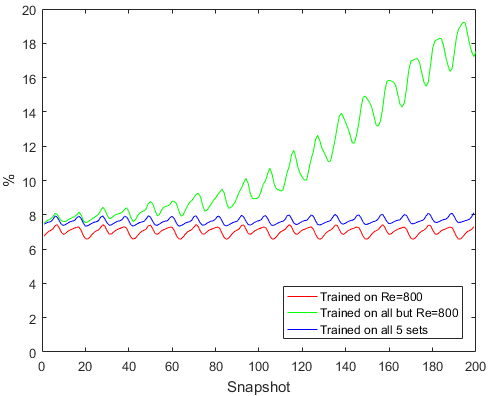 20
18
16
14
12
10
8
6
4
2
0
%
Trained on Re=800
Trained on all but Re=800
Trained on all 5 sets
0 20 40 60 80 100 120 140 160 180 200
Snapshot